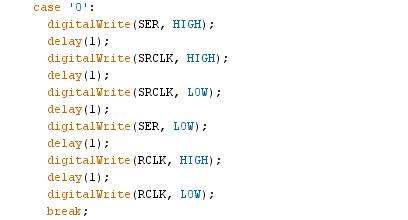 case '0':
digitalWrite(SER, HIGH);
delay(1);
digitalWrite(SRCLK, HIGH);
delay(1);
digitalWrite(SRCLK, LOW);
delay(1);
digitalWrite(SER, LOW);
delay(1);
digitalWrite(RCLK, HIGH);
delay(1);
digitalWrite(RCLK, LOW);
break;